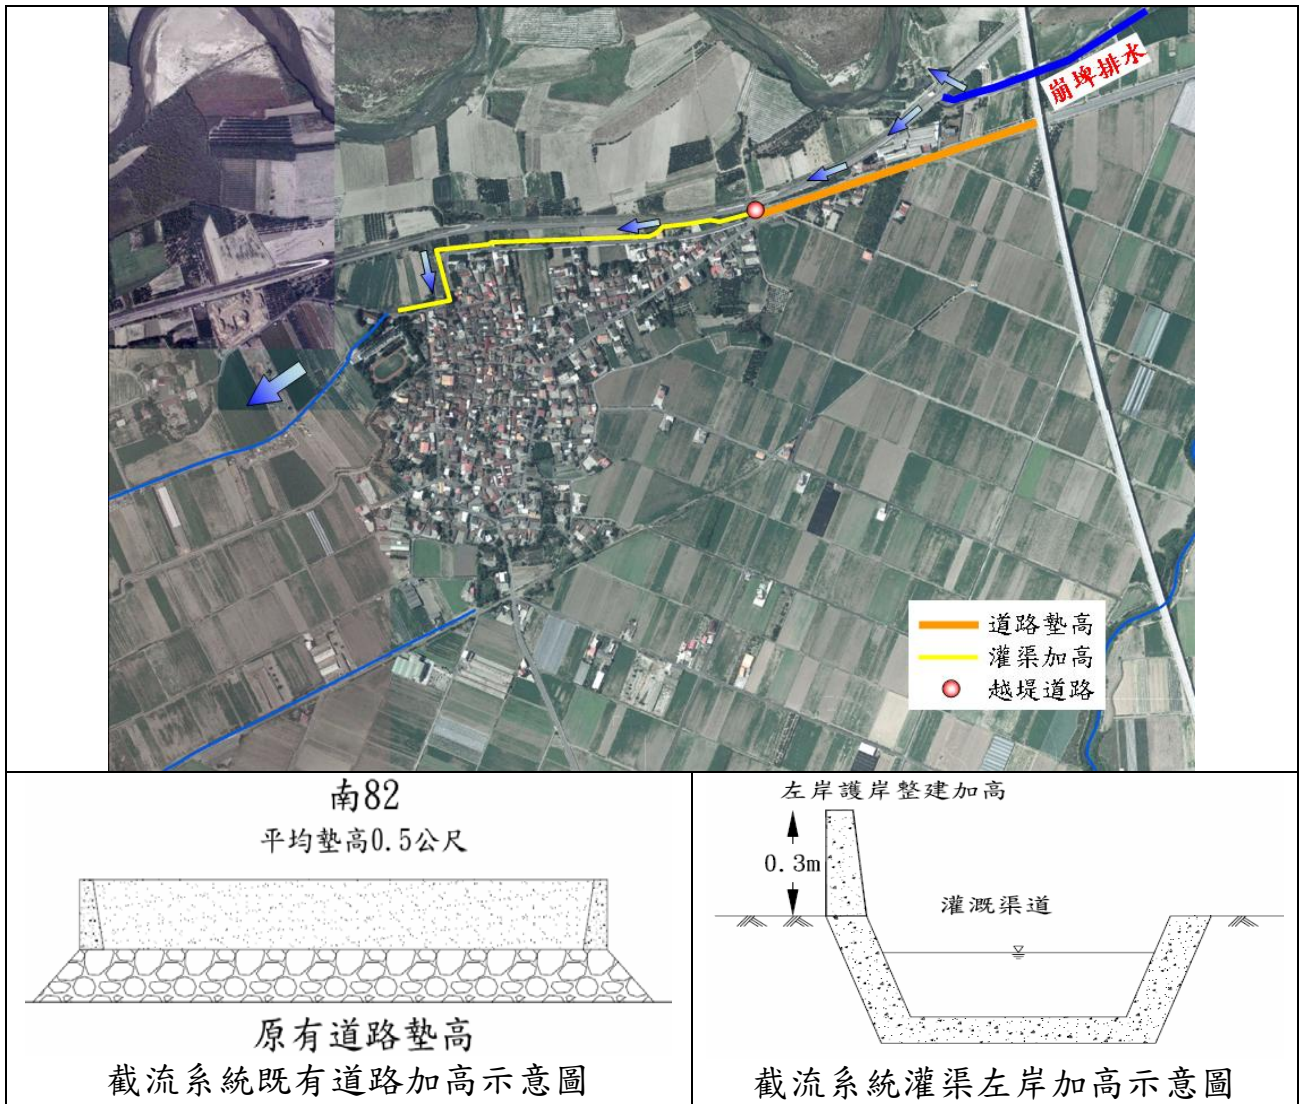 崩埤排水
道路墊高
灌渠加高
越堤道路
南82
平均墊高0.5公尺
原有道路墊高
截流系統既有道路加高示意圖
左岸護岸整建加高
0.3m
灌溉渠道
截流系統灌渠左岸加高示意圖